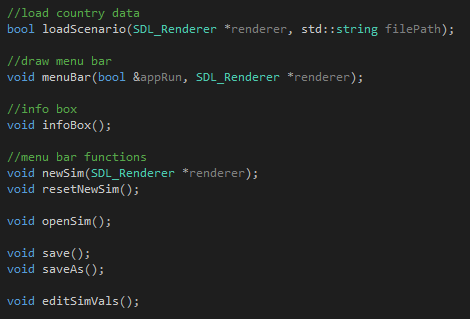 //load country data
bool loadScenario(SDL_Renderer *renderer, std::string filePath);
//draw menu bar
void menuBar(bool &appRun, SDL_Renderer *renderer);
//info box
void infoBox();
//menu bar functions
void newSim(SDL_Renderer *renderer);
void resetNewSim();
void openSim();
void save();
void saveAs();
void editSimVals();